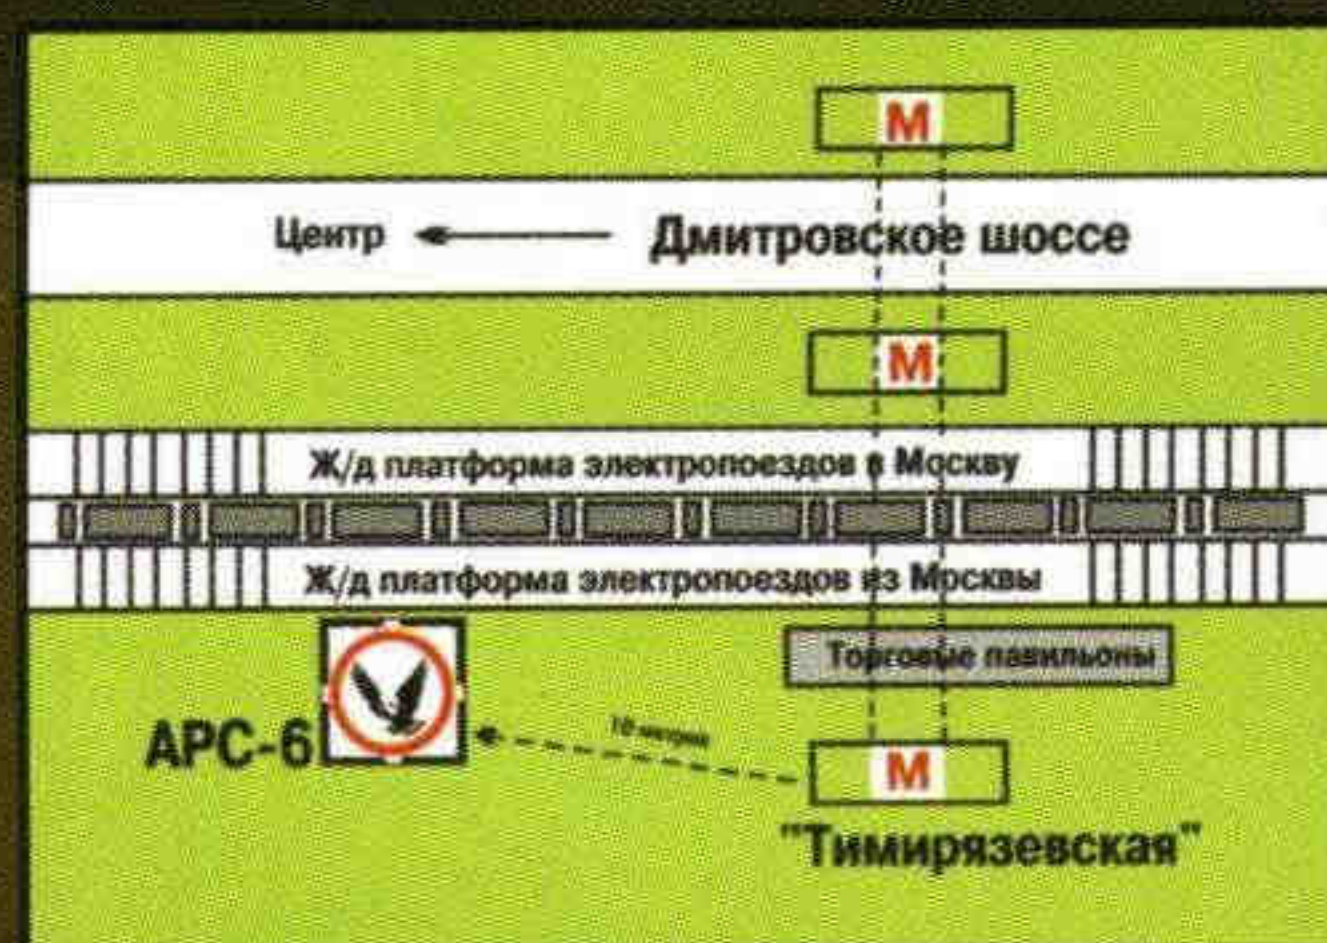 М
Центр
Дмитровское шоссе
М
Ж/д платформа электропоездов в Москву
Ж/д платформа электропоездов из Москвы
Торговые павильоны
АРС-6
М
"Тимирязевская"